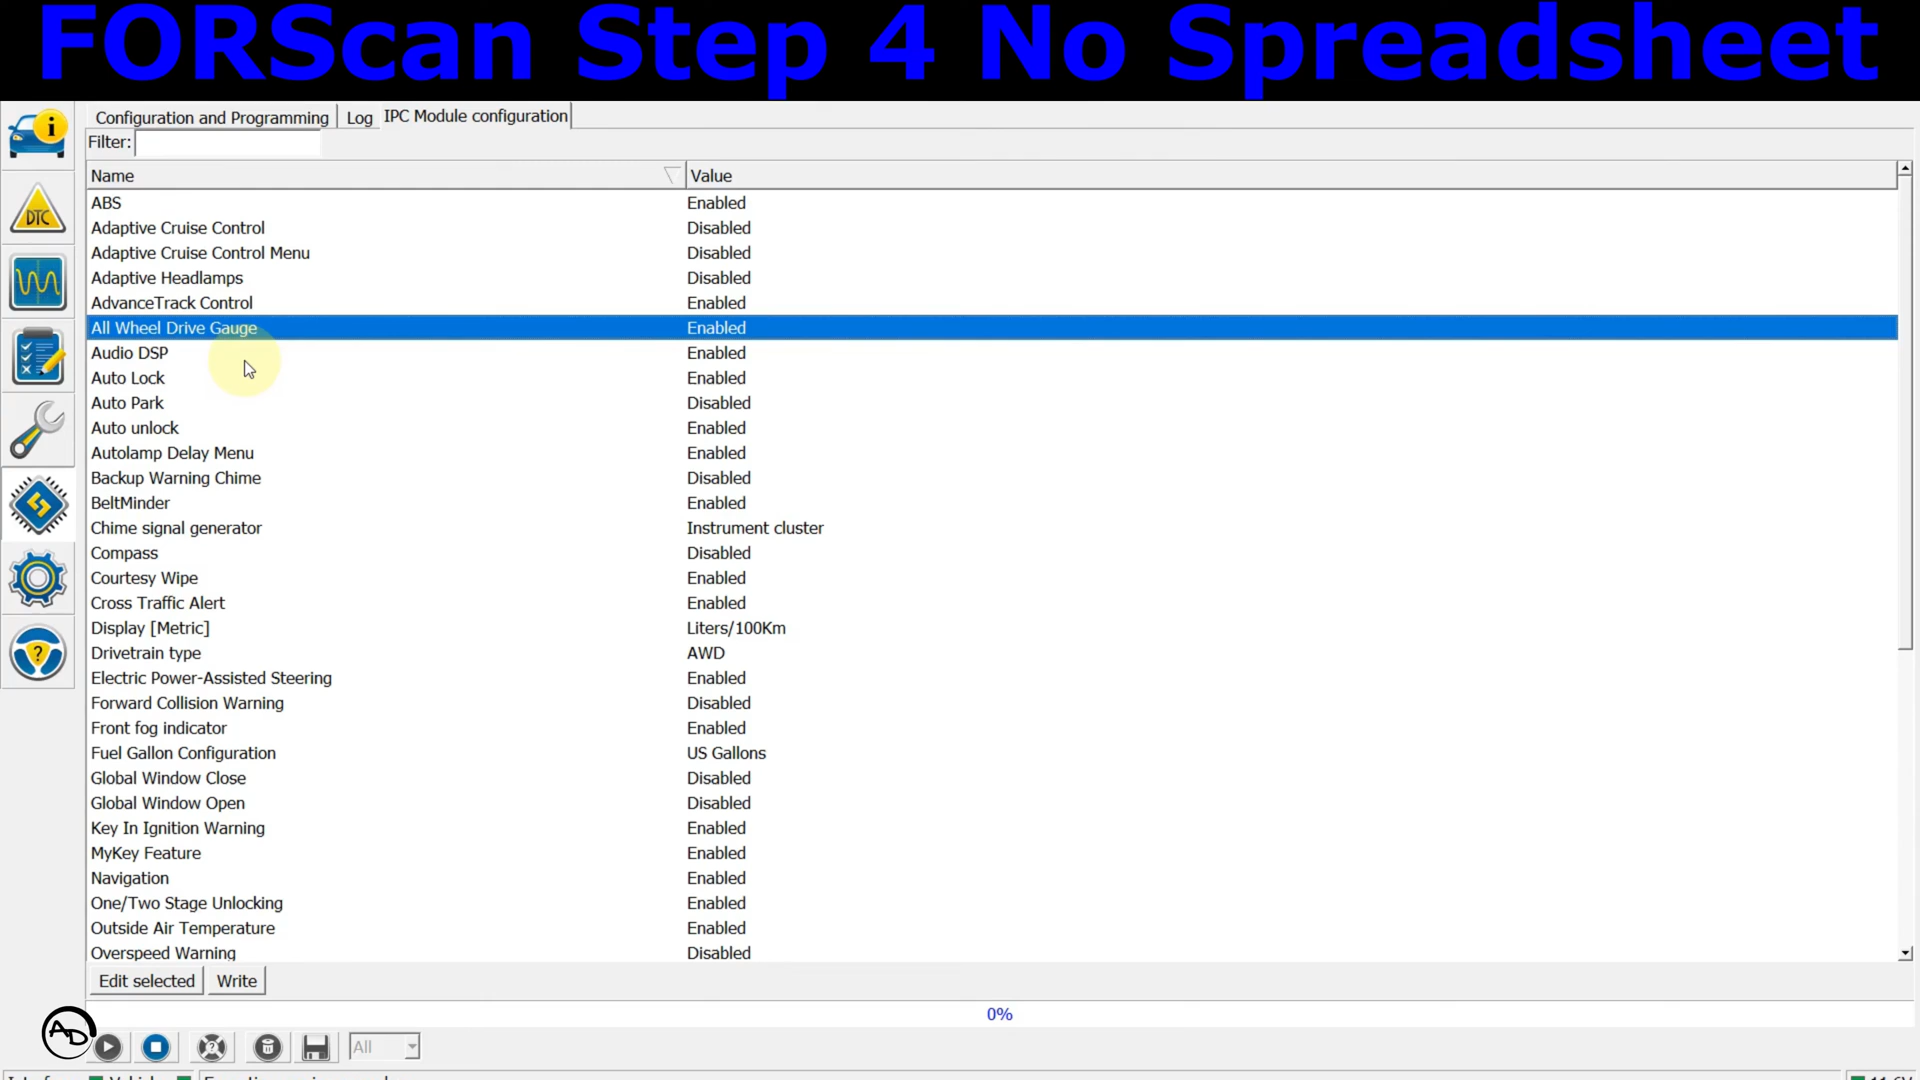 FORScan Step 4 No Spreadsheet
Configuration and Programming Log IPC Module configuration
Filter:
Name Value
ABS Enabled
Adaptive Cruise Control Disabled
Adaptive Cruise Control Menu Disabled
Adaptive Headlamps Disabled
AdvanceTrack Control Enabled
All Wheel Drive Gauge Enabled
Audio DSP Enabled
Auto Lock Enabled
Auto Park Disabled
Auto unlock Enabled
Autolamp Delay Menu Enabled
Backup Warning Chime Disabled
BeltMinder Enabled
Chime signal generator Instrument cluster
Compass Disabled
Courtesy Wipe Enabled
Cross Traffic Alert Enabled
Display [Metric] Liters/100Km
Drivetrain type AWD
Electric Power-Assisted Steering Enabled
Forward Collision Warning Disabled
Front fog indicator Enabled
Fuel Gallon Configuration US Gallons
Global Window Close Disabled
Global Window Open Disabled
Key In Ignition Warning Enabled
MyKey Feature Enabled
Navigation Enabled
One/Two Stage Unlocking Enabled
Outside Air Temperature Enabled
Overspeed Warning Disabled
Edit selected Write
0%
All
DTC
AD